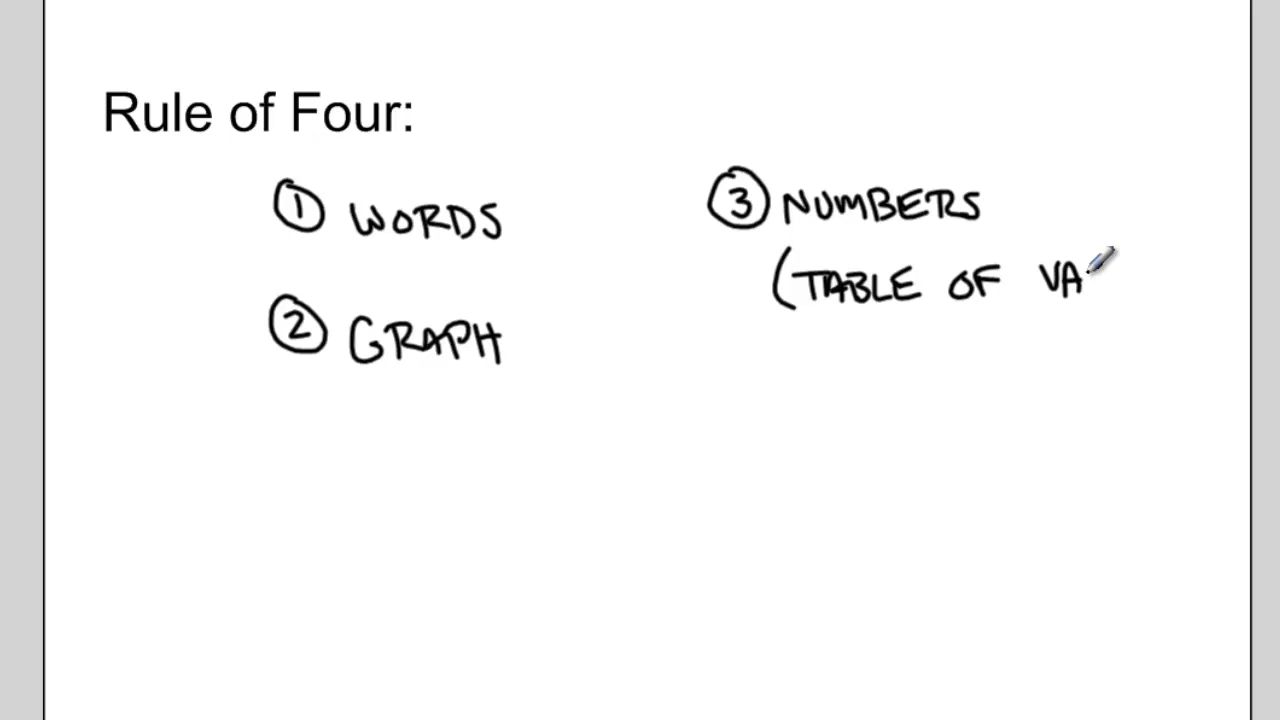 Rule of Four:
① WORDS
② GRAPH
③ NUMBERS
(TABLE OF VA